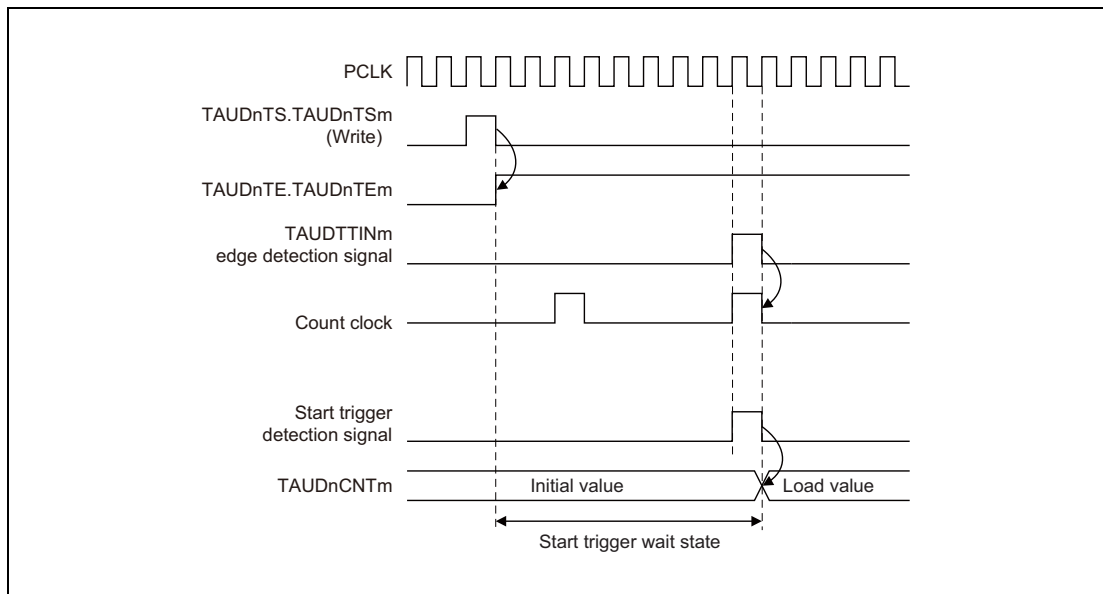 PCLK
TAUDnTS.TAUDnTSm
(Write)
TAUDnTE.TAUDnTEm
TAUDTTINm
edge detection signal
Count clock
Start trigger
detection signal
TAUDnCNTm
Initial value
Load value
Start trigger wait state